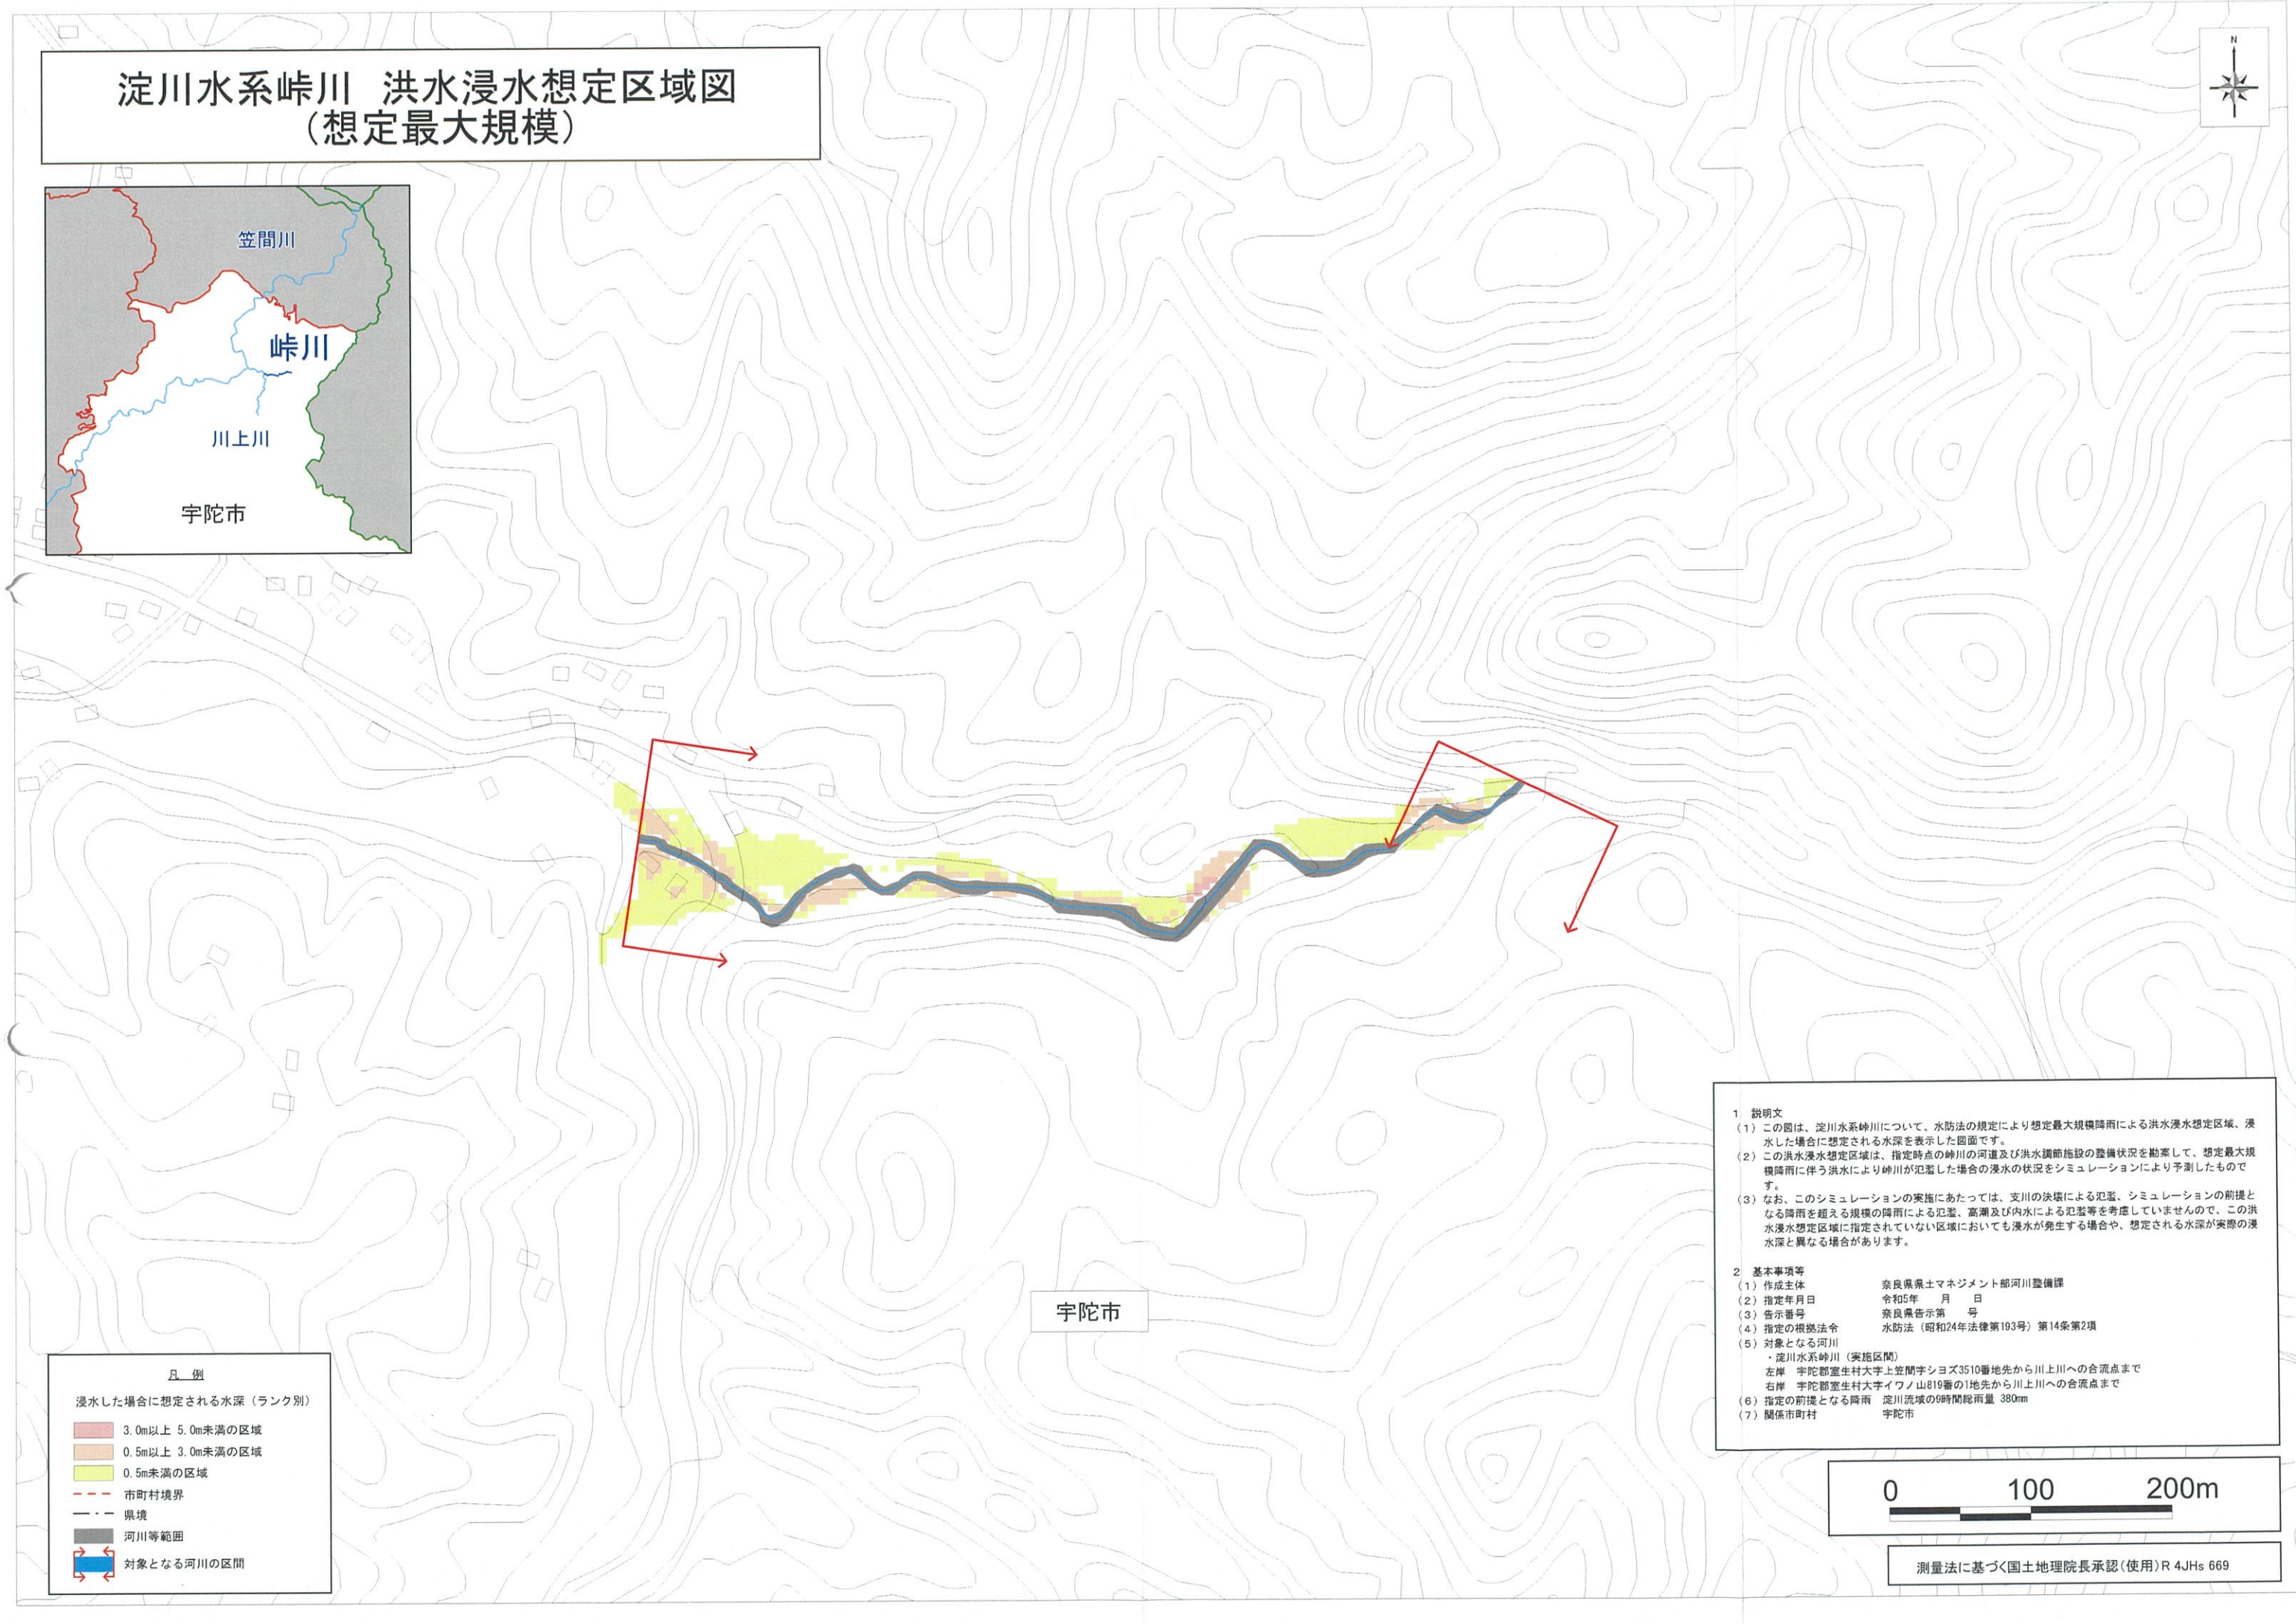 淀川水系峠川　洪水浸水想定区域図
（想定最大規模）
N
笠間川
峠川
川上川
宇陀市
宇陀市
1　説明文
（1）この図は、淀川水系峠川について、水防法の規定により想定最大規模降雨による洪水浸水想定区域、浸
水した場合に想定される水深を表示した図面です。
（2）この洪水浸水想定区域は、指定時点の峠川の河道及び洪水調節施設の整備状況を勘案して、想定最大規
模降雨に伴う洪水により峠川が氾濫した場合の浸水の状況をシミュレーションにより予測したもので
す。
（3）なお、このシミュレーションの実施にあたっては、支川の決壊による氾濫、シミュレーションの前提と
なる降雨を超える規模の降雨による氾濫、高潮及び内水による氾濫等を考慮していませんので、この洪
水浸水想定区域に指定されていない区域においても浸水が発生する場合や、想定される水深が実際の浸
水深と異なる場合があります。
2　基本事項等
（1）作成主体　奈良県県土マネジメント部河川整備課
（2）指定年月日　令和5年　　月　　日
（3）告示番号　奈良県告示第　　号
（4）指定の根拠法令　水防法（昭和24年法律第193号）第14条第2項
（5）対象となる河川
・淀川水系峠川（実施区間）
左岸　宇陀郡室生村大字上笠間字シヨズ3510番地先から川上川への合流点まで
右岸　宇陀郡室生村大字イワノ山819番の1地先から川上川への合流点まで
（6）指定の前提となる降雨　淀川流域の9時間総雨量 380mm
（7）関係市町村　宇陀市
凡　例
浸水した場合に想定される水深（ランク別）
3.0m以上 5.0m未満の区域
0.5m以上 3.0m未満の区域
0.5m未満の区域
市町村境界
県境
河川等範囲
対象となる河川の区間
0　100　200m
測量法に基づく国土地理院長承認（使用）R 4JHs 669